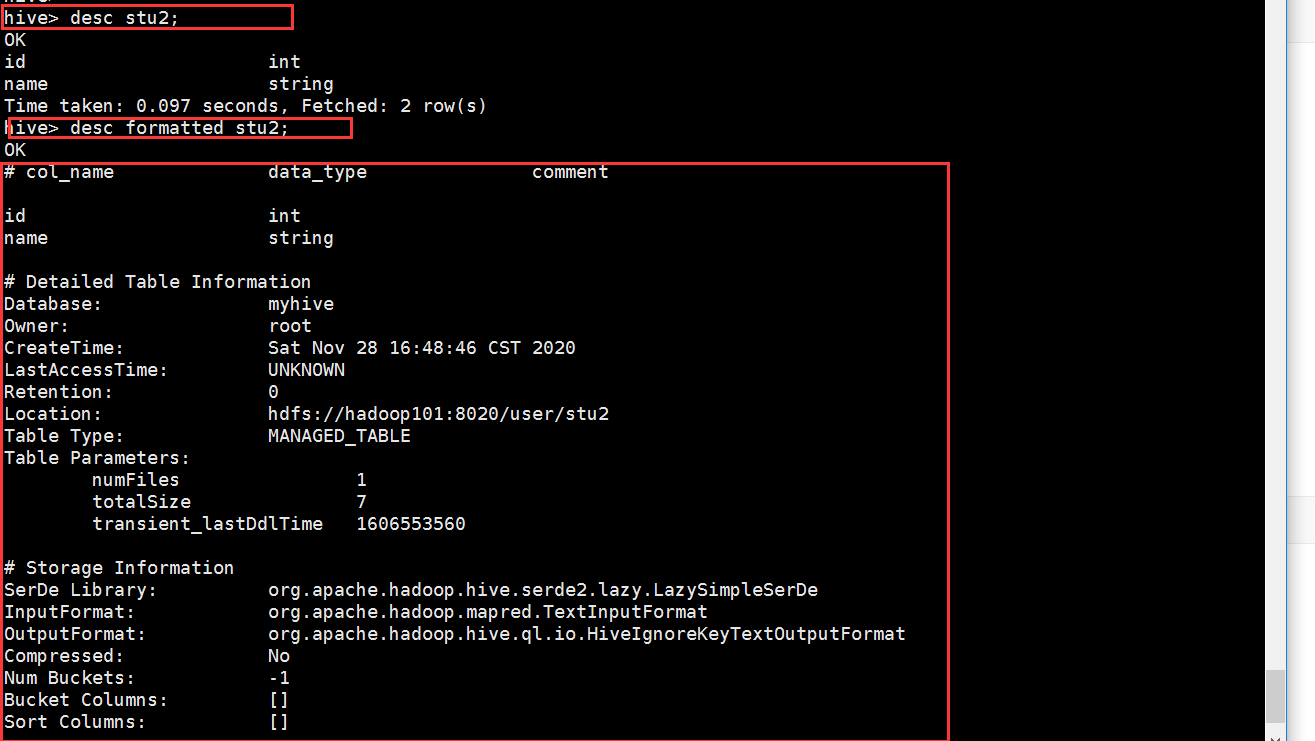 hive> desc stu2;
OK
id int
name string
Time taken: 0.097 seconds, Fetched: 2 row(s)
hive> desc formatted stu2;
OK
# col_name data_type comment
id int
name string
# Detailed Table Information
Database: myhive
Owner: root
CreateTime: Sat Nov 28 16:48:46 CST 2020
LastAccessTime: UNKNOWN
Retention: 0
Location: hdfs://hadoop101:8020/user/stu2
Table Type: MANAGED_TABLE
Table Parameters:
numFiles 1
totalSize 7
transient_lastDdlTime 1606553560
# Storage Information
SerDe Library: org.apache.hadoop.hive.serde2.lazy.LazySimpleSerDe
InputFormat: org.apache.hadoop.mapred.TextInputFormat
OutputFormat: org.apache.hadoop.hive.ql.io.HiveIgnoreKeyTextOutputFormat
Compressed: No
Num Buckets: -1
Bucket Columns: []
Sort Columns: []